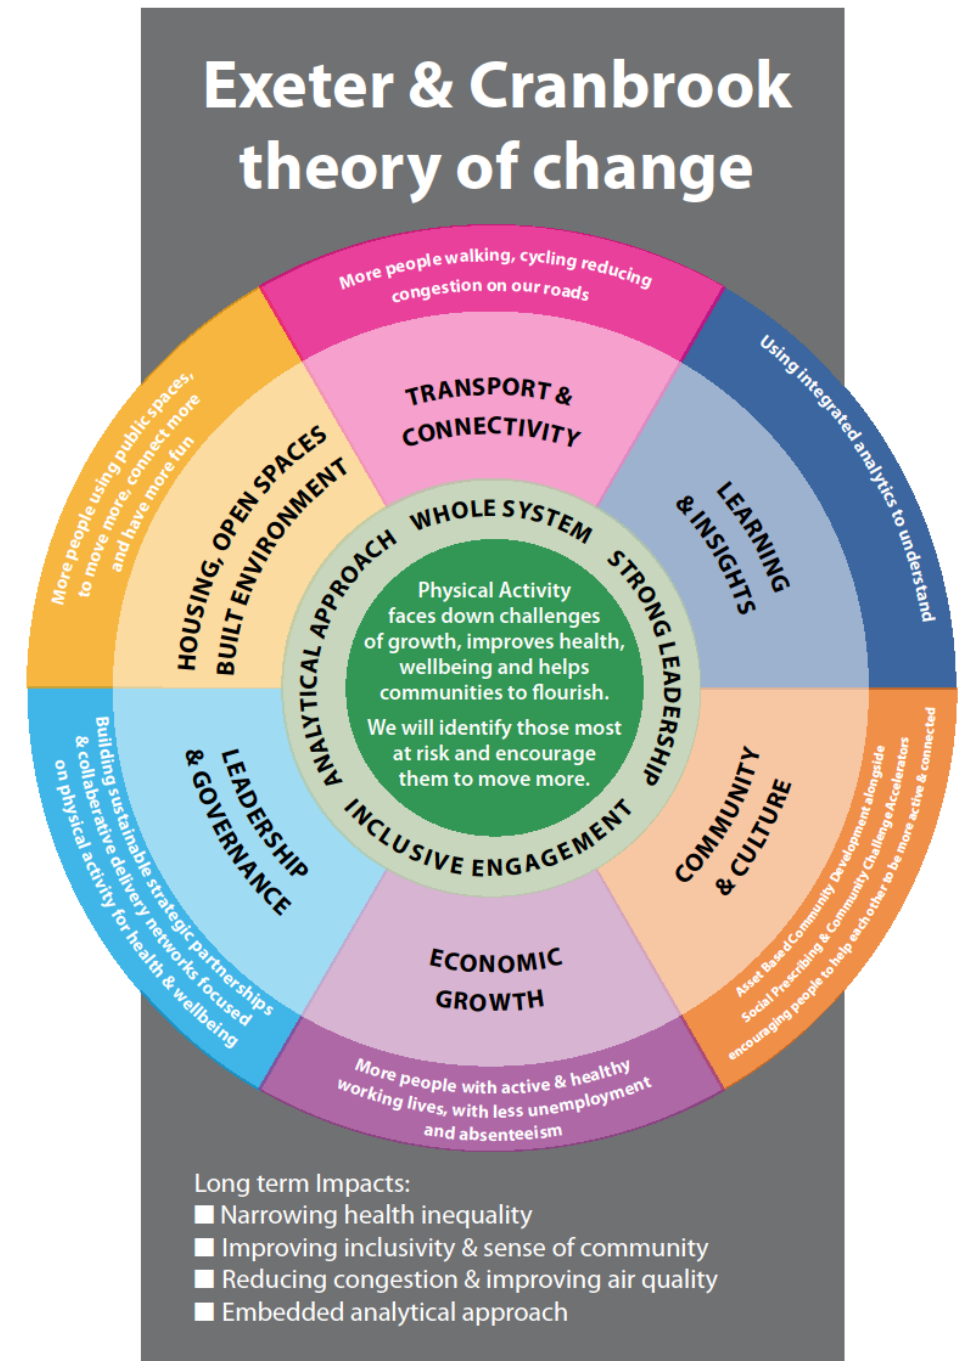 Exeter & Cranbrook
theory of change
More people walking, cycling reducing
congestion on our roads
TRANSPORT &
CONNECTIVITY
Using integrated analytics to understand
LEARNING
& INSIGHTS
Asset Based Community Development alongside
Social Prescribing & Community Challenge Accelerators
encouraging people to help each other to be more active & connected
COMMUNITY
& CULTURE
ECONOMIC
GROWTH
More people with active & healthy
working lives, with less unemployment
and absenteeism
Building sustainable strategic partnerships
& collaberative delivery networks focused
on physical activity for health & wellbeing
LEADERSHIP
& GOVERNANCE
More people using public spaces,
to move more, connect more
and have more fun
HOUSING, OPEN SPACES
BUILT ENVIRONMENT
WHOLE SYSTEM
STRONG LEADERSHIP
INCLUSIVE ENGAGEMENT
ANALYTICAL APPROACH
Physical Activity
faces down challenges
of growth, improves health,
wellbeing and helps
communities to flourish.
We will identify those most
at risk and encourage
them to move more.
Long term Impacts:
Narrowing health inequality
Improving inclusivity & sense of community
Reducing congestion & improving air quality
Embedded analytical approach